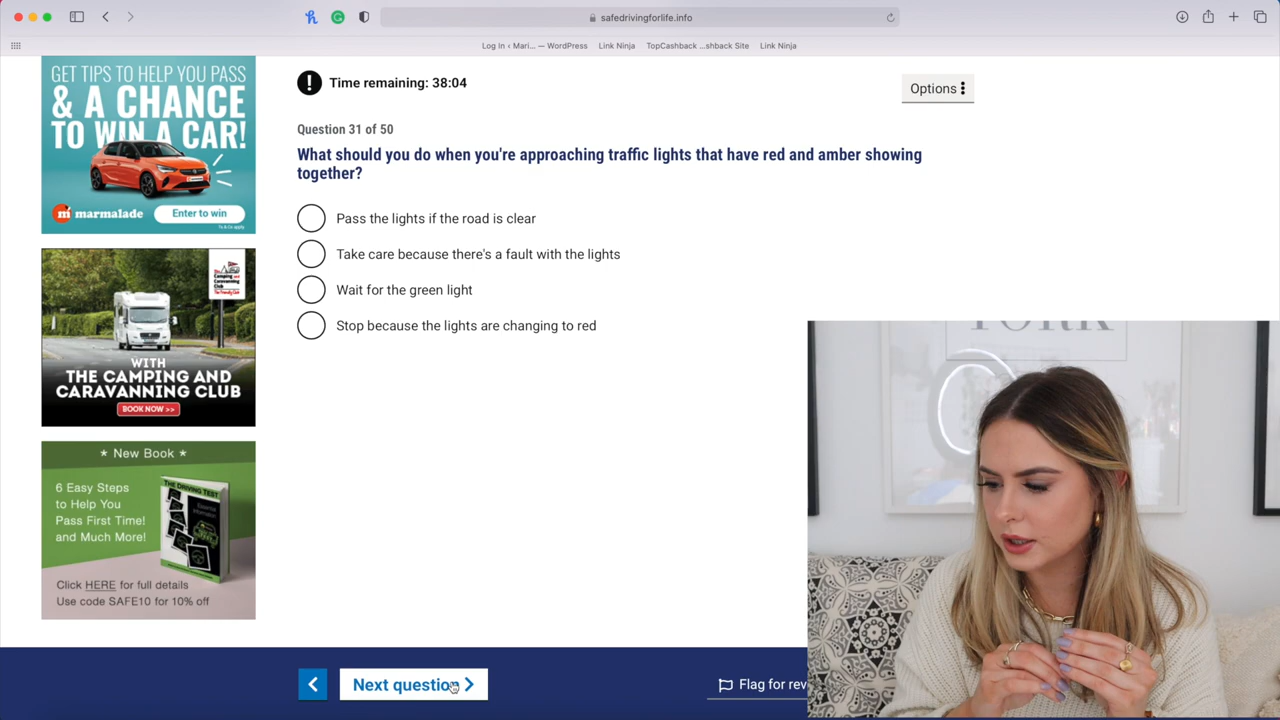 safedrivingforlife.info
Log In ‹ Mari... — WordPress
Link Ninja
TopCashback ...shback Site
Link Ninja
GET TIPS TO HELP YOU PASS
& A CHANCE
TO WIN A CAR!
marmalade
Enter to win
WITH
THE CAMPING AND
CARAVANNING CLUB
BOOK NOW >>
* New Book *
6 Easy Steps
to Help You
Pass First Time!
and Much More!
THE DRIVING TEST
Click HERE for full details
Use code SAFE10 for 10% off
Time remaining: 38:04
Options
Question 31 of 50
What should you do when you're approaching traffic lights that have red and amber showing
together?
Pass the lights if the road is clear
Take care because there's a fault with the lights
Wait for the green light
Stop because the lights are changing to red
YORK
Next question
Flag for rev